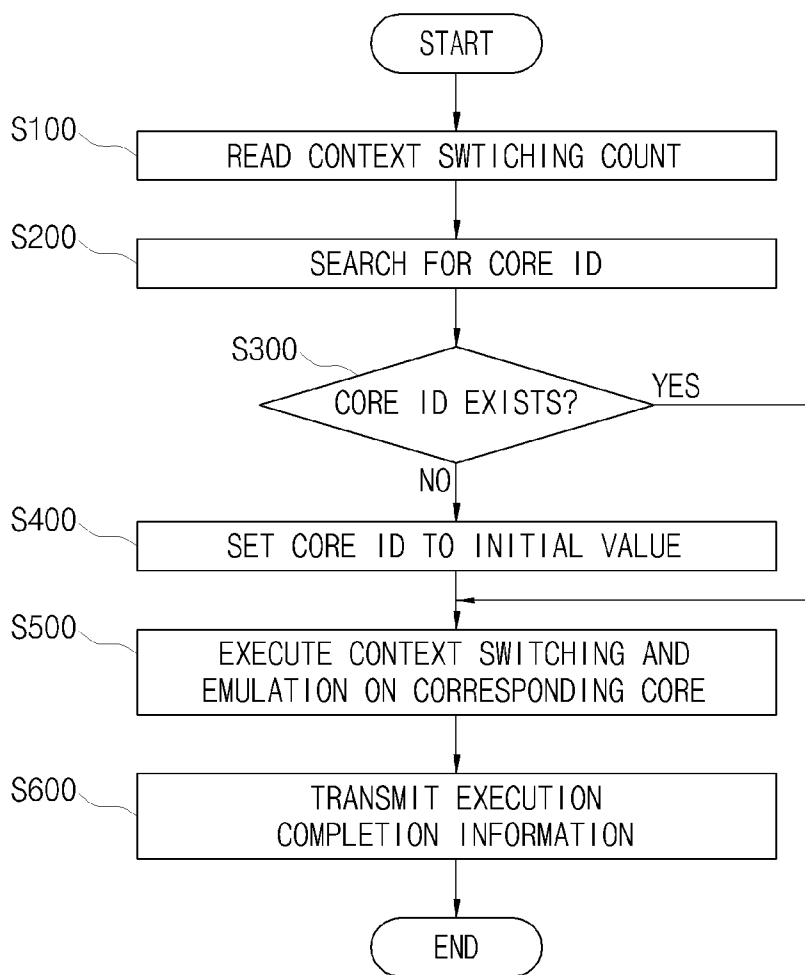 START
S100
READ CONTEXT SWTICHING COUNT
S200
SEARCH FOR CORE ID
S300
CORE ID EXISTS?
YES
NO
S400
SET CORE ID TO INITIAL VALUE
S500
EXECUTE CONTEXT SWITCHING AND
EMULATION ON CORRESPONDING CORE
S600
TRANSMIT EXECUTION
COMPLETION INFORMATION
END